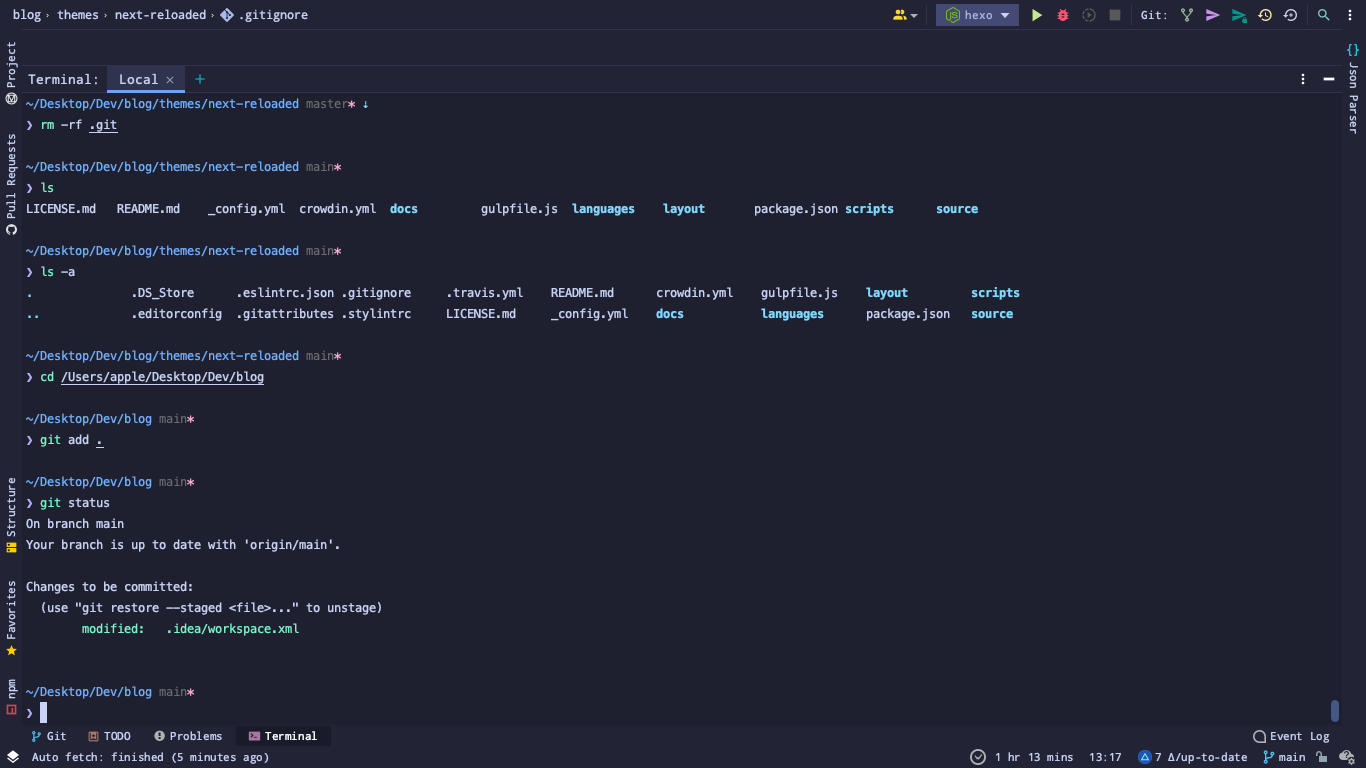 blog › themes › next-reloaded › .gitignore
hexo
Git:
Project
Pull Requests
Structure
Favorites
npm
{} Json Parser
Terminal: Local × +
~/Desktop/Dev/blog/themes/next-reloaded master* ↓
❯ rm -rf .git
~/Desktop/Dev/blog/themes/next-reloaded main*
❯ ls
LICENSE.md README.md _config.yml crowdin.yml docs gulpfile.js languages layout package.json scripts source
~/Desktop/Dev/blog/themes/next-reloaded main*
❯ ls -a
. .DS_Store .eslintrc.json .gitignore .travis.yml README.md crowdin.yml gulpfile.js layout scripts
.. .editorconfig .gitattributes .stylintrc LICENSE.md _config.yml docs languages package.json source
~/Desktop/Dev/blog/themes/next-reloaded main*
❯ cd /Users/apple/Desktop/Dev/blog
~/Desktop/Dev/blog main*
❯ git add .
~/Desktop/Dev/blog main*
❯ git status
On branch main
Your branch is up to date with 'origin/main'.
Changes to be committed:
(use "git restore --staged <file>..." to unstage)
modified: .idea/workspace.xml
~/Desktop/Dev/blog main*
❯
Git TODO Problems Terminal Event Log
Auto fetch: finished (5 minutes ago) 1 hr 13 mins 13:17 7 Δ/up-to-date main